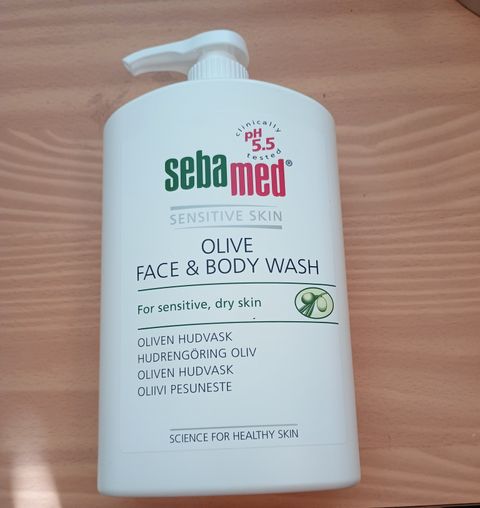 clinically
pH
5.5
tested
sebamed®
SENSITIVE SKIN
OLIVE
FACE & BODY WASH
For sensitive, dry skin
OLIVEN HUDVASK
HUDRENGÖRING OLIV
OLIVEN HUDVASK
OLIIVI PESUNESTE
SCIENCE FOR HEALTHY SKIN